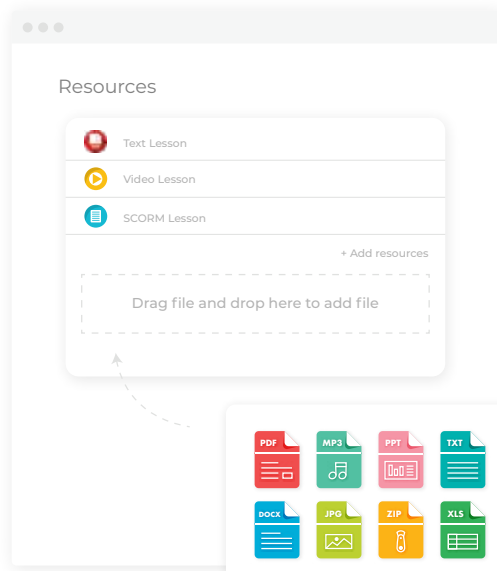 Resources
Text Lesson
Video Lesson
SCORM Lesson
+ Add resources
Drag file and drop here to add file
PDF MP3 PPT TXT
DOCX JPG ZIP XLS